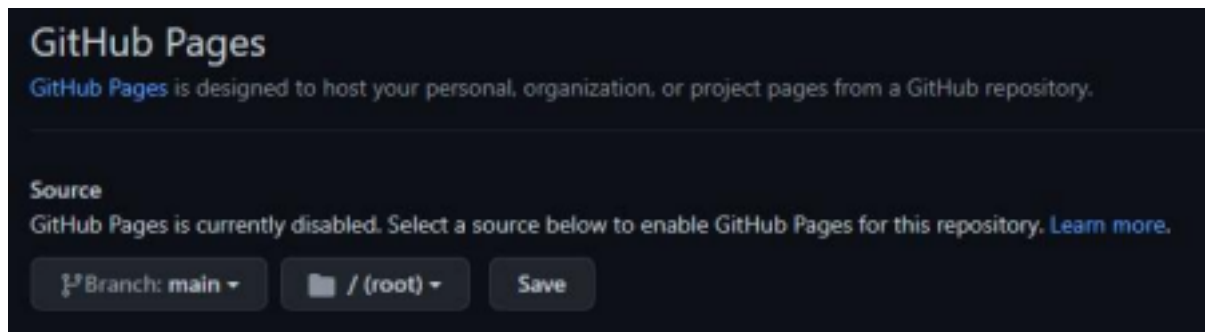 GitHub Pages
GitHub Pages is designed to host your personal, organization, or project pages from a GitHub repository.
Source
GitHub Pages is currently disabled. Select a source below to enable GitHub Pages for this repository. Learn more.
Branch: main / (root) Save